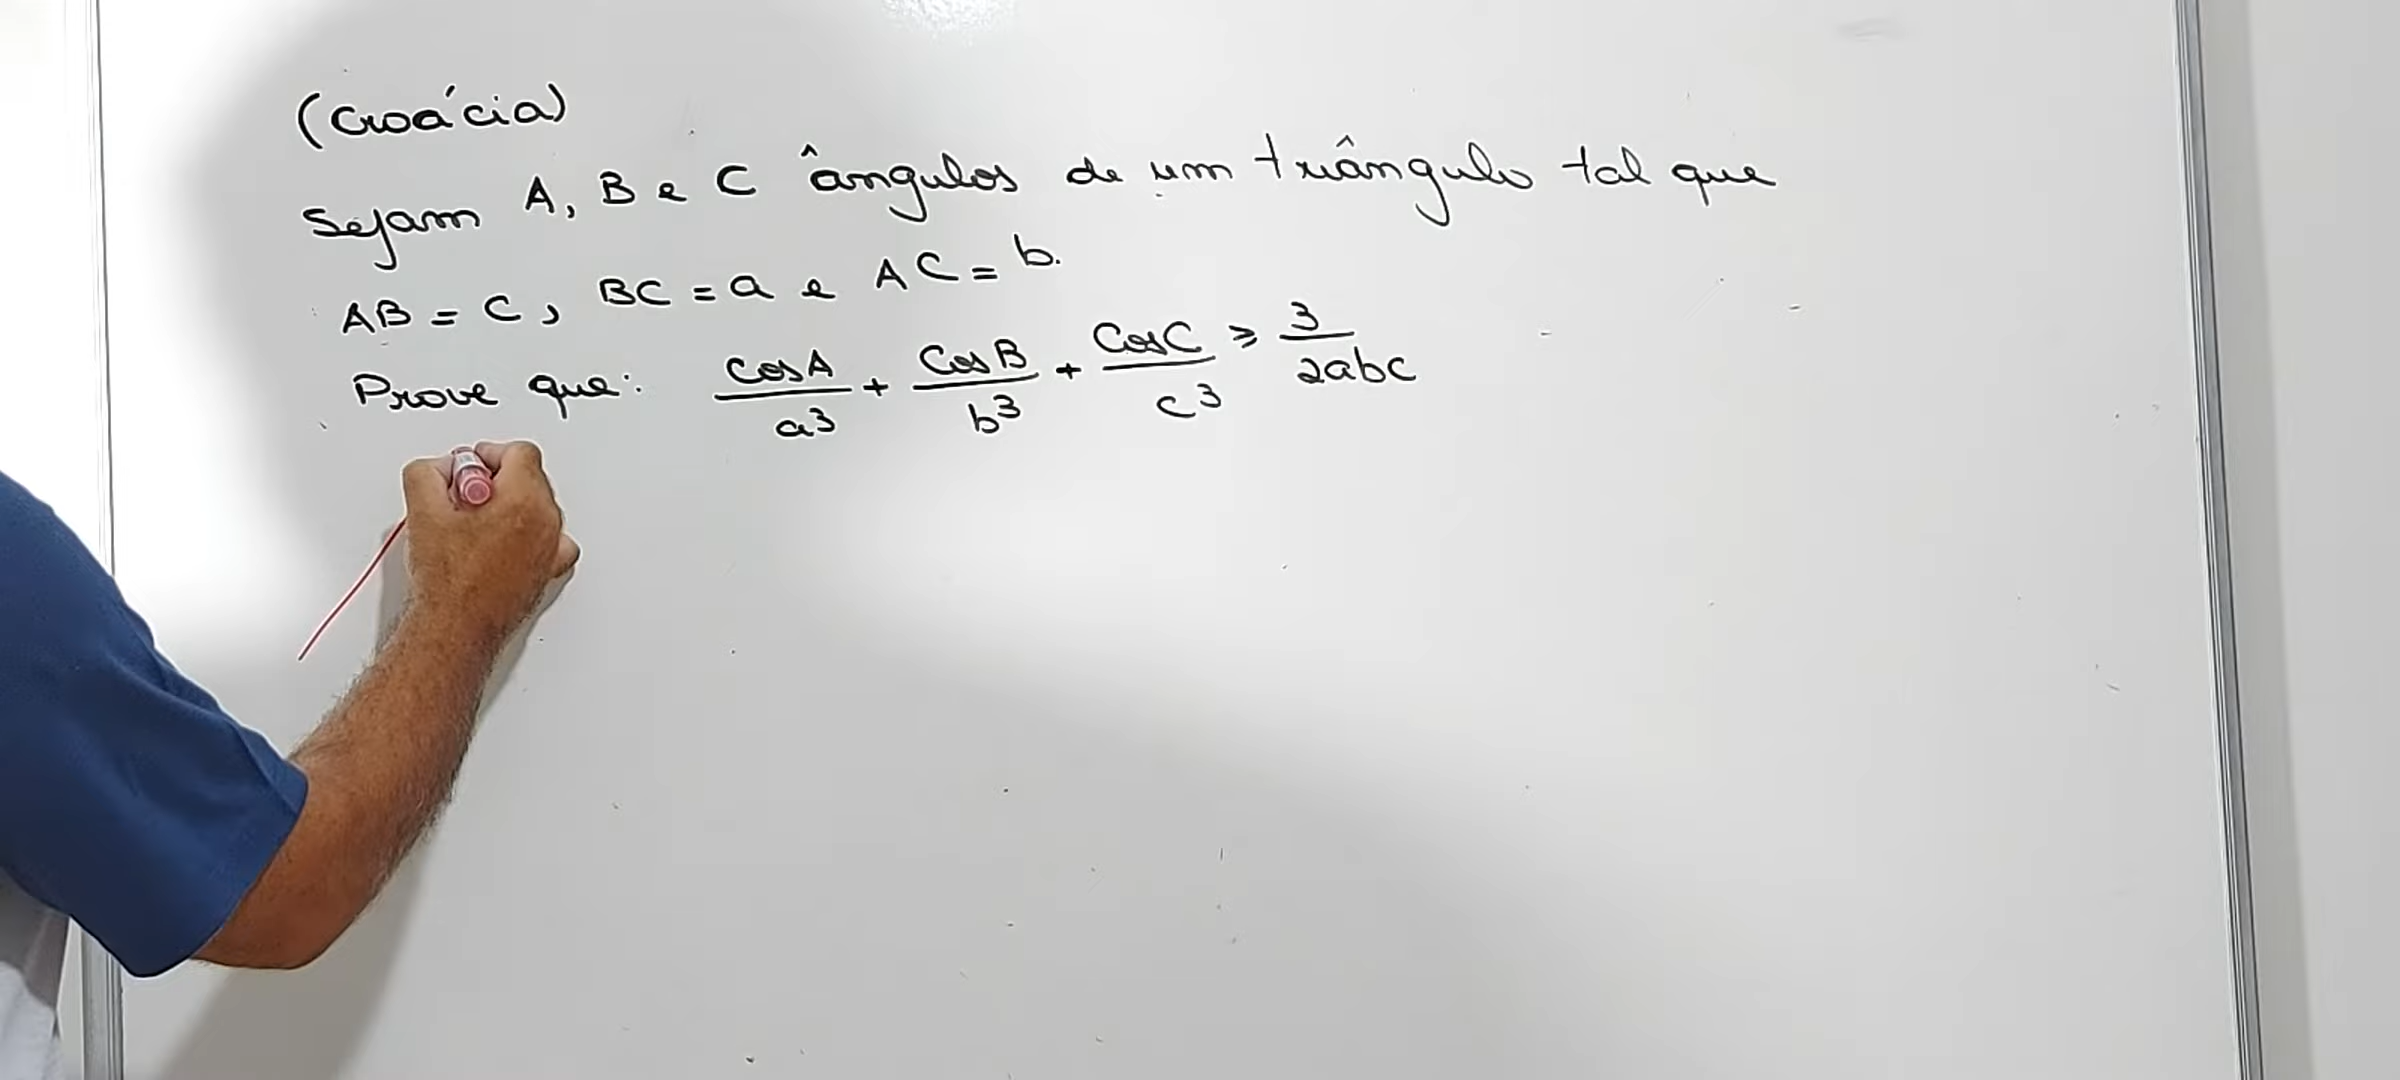 (Croácia)
Sejam A, B e C ângulos de um triângulo tal que
AB = C, BC = a e AC = b.
Prove que: CosA/a³ + CosB/b³ + CosC/c³ ≥ 3/2abc